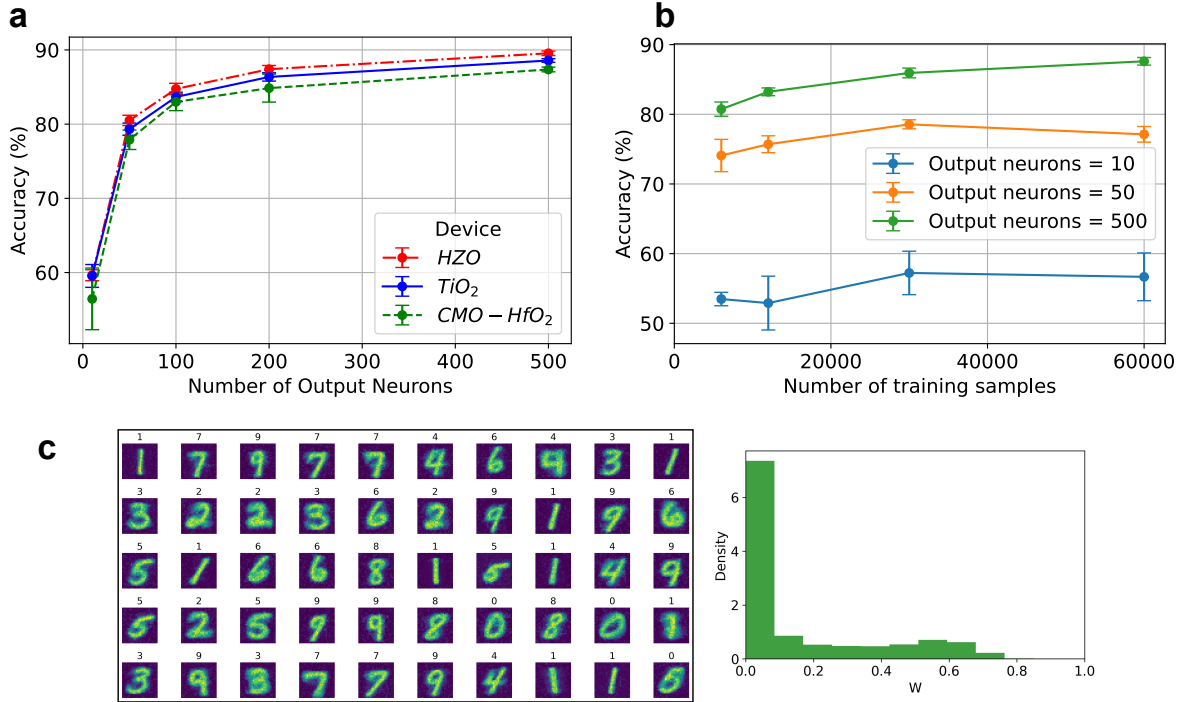 a
90
80
70
60
Accuracy (%)
0 100 200 300 400 500
Number of Output Neurons
Device
HZO
TiO₂
CMO − HfO₂
b
90
80
70
60
50
Accuracy (%)
0 20000 40000 60000
Number of training samples
Output neurons = 10
Output neurons = 50
Output neurons = 500
c
1 7 9 7 7 4 6 4 3 1
3 2 2 3 6 2 9 1 9 6
5 1 6 6 8 1 5 1 4 9
5 2 5 9 9 8 0 8 0 1
3 9 3 7 7 9 4 1 1 0
6
4
2
0
Density
0.0 0.2 0.4 0.6 0.8 1.0
W